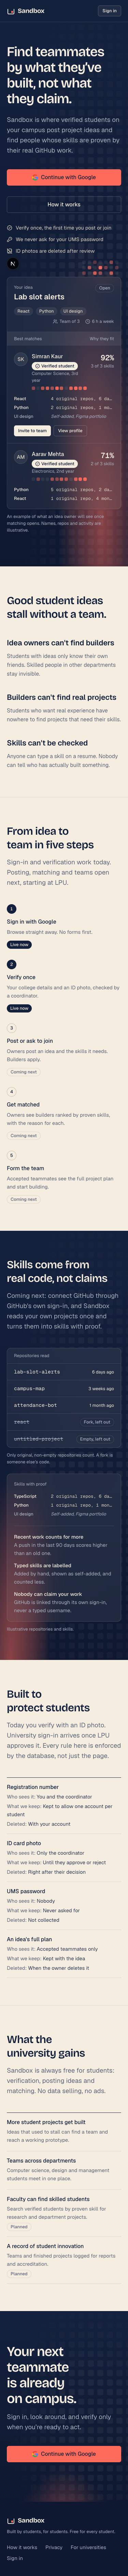 Sandbox
Sign in
Find teammates
by what they've
built, not what
they claim.
Sandbox is where verified students of
your campus post project ideas and
find people whose skills are proven by
their real GitHub work.
Continue with Google
How it works
Verify once, the first time you post or join
We never ask for your UMS password
ID photos are deleted after review
N
Your idea
Open
Lab slot alerts
React
Python
UI design
Team of 3
6 h a week
Best matches
Why they fit
SK
Simran Kaur
Verified student
Computer Science, 3rd
year
92%
3 of 3 skills
React
4 original repos, 6 da…
Python
2 original repos, 1 mo…
UI design
Self-added, Figma portfolio
Invite to team
View profile
AM
Aarav Mehta
Verified student
Electronics, 2nd year
71%
2 of 3 skills
Python
React
An example of what an idea owner will see once
matching opens. Names, repos and activity are
illustrative.
Good student ideas
stall without a team.
Idea owners can't find builders
Students with ideas only know their own
friends. Skilled people in other departments
stay invisible.
Builders can't find real projects
Students who want real experience have
nowhere to find projects that need their skills.
Skills can't be checked
Anyone can type a skill on a resume. Nobody
can tell who has actually built something.
From idea to
team in five steps
Sign-in and verification work today.
Posting, matching and teams open
next, starting at LPU.
1
Sign in with Google
Browse straight away. No forms first.
Live now
2
Verify once
Your college details and an ID photo, checked by
a coordinator.
Live now
3
Post or ask to join
Owners post an idea and the skills it needs.
Builders apply.
Coming next
4
Get matched
Owners see builders ranked by proven skills,
with the reason for each.
Coming next
5
Form the team
Accepted teammates see the full project plan
and start building.
Coming next
Skills come from
real code, not claims
Coming next: connect GitHub through
GitHub's own sign-in, and Sandbox
reads your own projects once and
turns them into skills with proof.
Repositories read
lab-slot-alerts
6 days ago
campus-map
3 weeks ago
attendance-bot
1 month ago
react
Fork, left out
untitled-project
Empty, left out
Only original, non-empty repositories count. A fork is
someone else's code.
Skills with proof
TypeScript
2 original repos, 6 da…
Python
1 original repo, 1 mon…
UI design
Self-added, Figma portfolio
Recent work counts for more
A push in the last 90 days scores higher
than an old one.
Typed skills are labelled
Added by hand, shown as self-added, and
counted less.
Nobody can claim your work
GitHub is linked through its own sign-in,
never a typed username.
Illustrative repositories and skills.
Built to
protect students
Today you verify with an ID photo.
University sign-in arrives once LPU
approves it. Every rule here is enforced
by the database, not just the page.
Registration number
Who sees it: You and the coordinator
What we keep: Kept to allow one account per
student
Deleted: With your account
ID card photo
Who sees it: Only the coordinator
What we keep: Until they approve or reject
Deleted: Right after their decision
UMS password
Who sees it: Nobody
What we keep: Never asked for
Deleted: Not collected
An idea's full plan
Who sees it: Accepted teammates only
What we keep: Kept with the idea
Deleted: When the owner deletes it
What the
university gains
Sandbox is always free for students:
verification, posting ideas and
matching. No data selling, no ads.
More student projects get built
Ideas that used to stall can find a team and
reach a working prototype.
Teams across departments
Computer science, design and management
students meet in one place.
Faculty can find skilled students
Search verified students by proven skill for
research and department projects.
Planned
A record of student innovation
Teams and finished projects logged for reports
and accreditation.
Planned
Your next
teammate
is already
on campus.
Sign in, look around, and verify only
when you're ready to act.
Continue with Google
Sandbox
Built by students, for students. Free for every student.
How it works
Privacy
For universities
Sign in